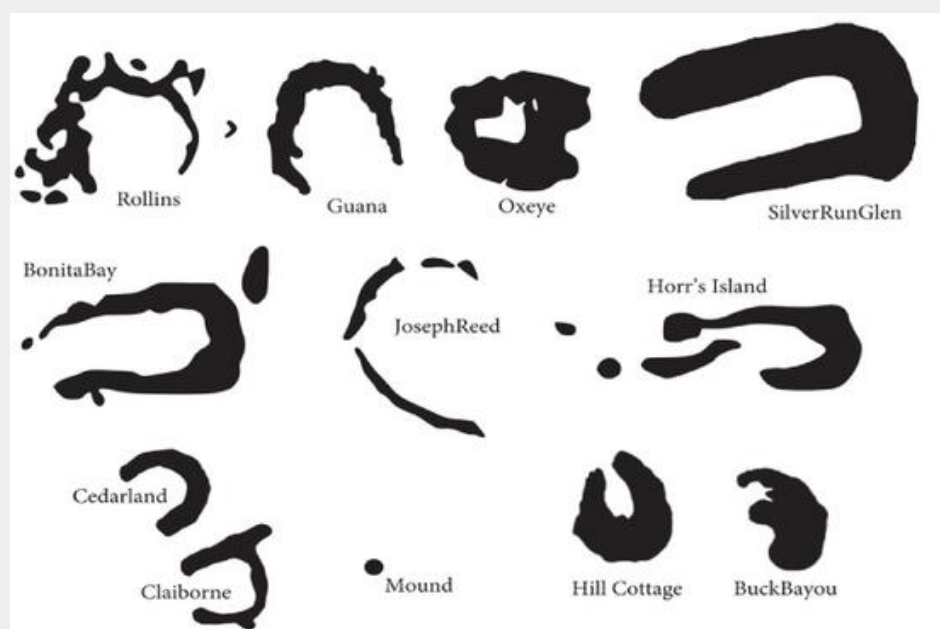 Rollins
Guana
Oxeye
SilverRunGlen
BonitaBay
JosephReed
Horr's Island
Cedarland
Claiborne
Mound
Hill Cottage
BuckBayou